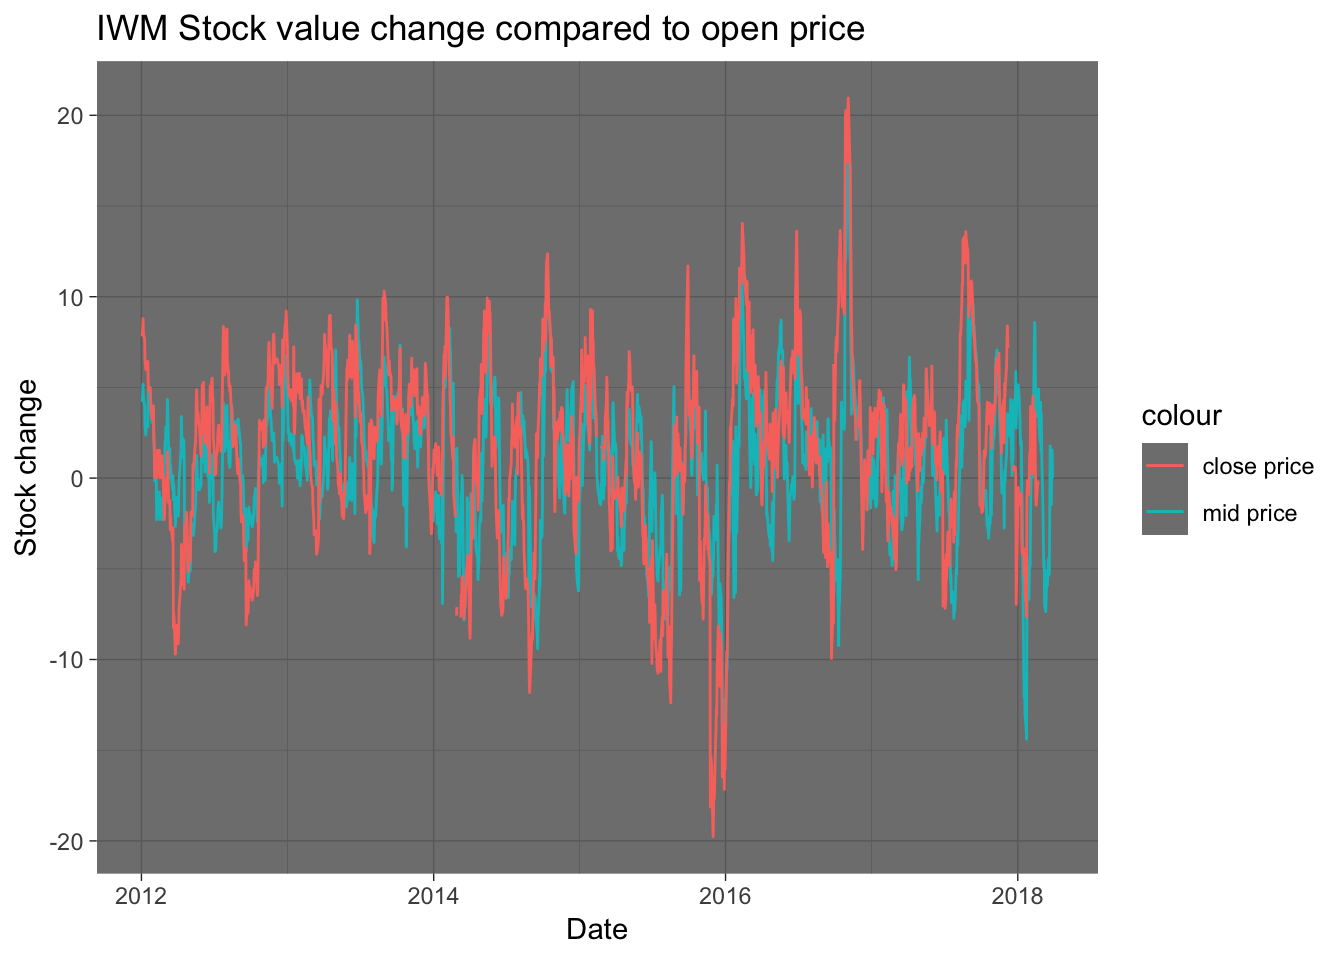 IWM Stock value change compared to open price
Stock change
20
10
0
-10
-20
2012
2014
2016
2018
Date
colour
close price
mid price